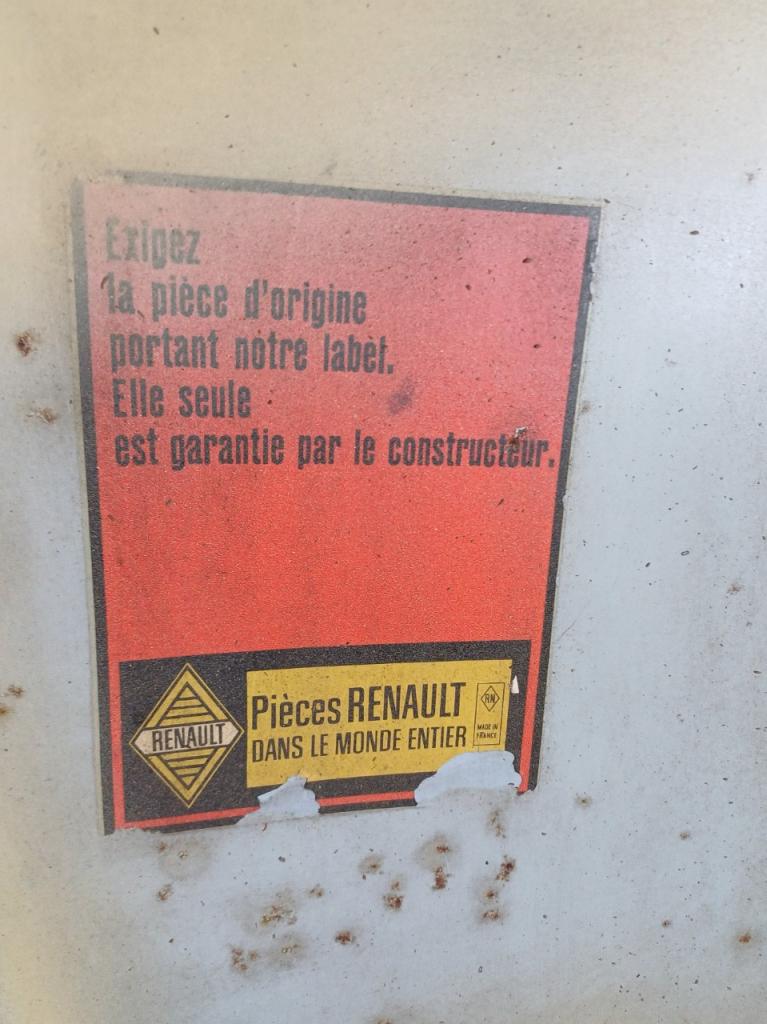 Exigez
la pièce d'origine
portant notre label.
Elle seule
est garantie par le constructeur.
RENAULT
Pièces RENAULT
DANS LE MONDE ENTIER
RN
MADE IN
FRANCE